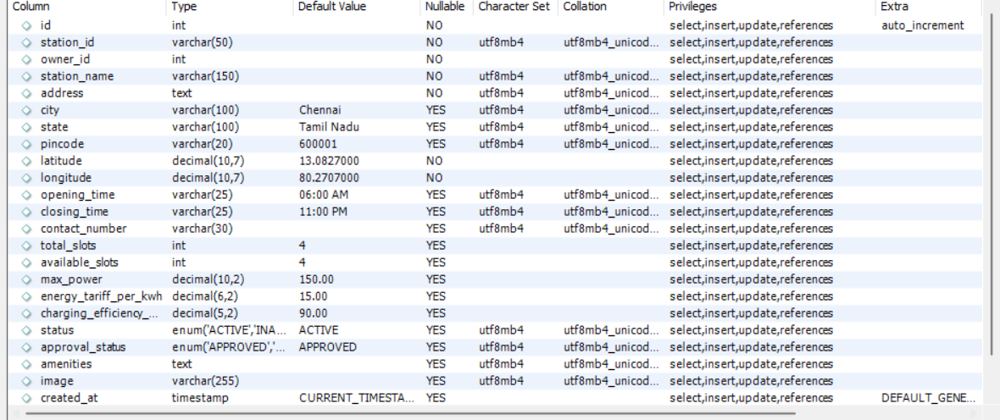 Column Type Default Value Nullable Character Set Collation Privileges Extra
id int NO select,insert,update,references auto_increment
station_id varchar(50) NO utf8mb4 utf8mb4_unicod... select,insert,update,references
owner_id int NO select,insert,update,references
station_name varchar(150) NO utf8mb4 utf8mb4_unicod... select,insert,update,references
address text NO utf8mb4 utf8mb4_unicod... select,insert,update,references
city varchar(100) Chennai YES utf8mb4 utf8mb4_unicod... select,insert,update,references
state varchar(100) Tamil Nadu YES utf8mb4 utf8mb4_unicod... select,insert,update,references
pincode varchar(20) 600001 YES utf8mb4 utf8mb4_unicod... select,insert,update,references
latitude decimal(10,7) 13.0827000 NO select,insert,update,references
longitude decimal(10,7) 80.2707000 NO select,insert,update,references
opening_time varchar(25) 06:00 AM YES utf8mb4 utf8mb4_unicod... select,insert,update,references
closing_time varchar(25) 11:00 PM YES utf8mb4 utf8mb4_unicod... select,insert,update,references
contact_number varchar(30) YES utf8mb4 utf8mb4_unicod... select,insert,update,references
total_slots int 4 YES select,insert,update,references
available_slots int 4 YES select,insert,update,references
max_power decimal(10,2) 150.00 YES select,insert,update,references
energy_tariff_per_kwh decimal(6,2) 15.00 YES select,insert,update,references
charging_efficiency_... decimal(5,2) 90.00 YES select,insert,update,references
status enum('ACTIVE','INA... ACTIVE YES utf8mb4 utf8mb4_unicod... select,insert,update,references
approval_status enum('APPROVED','... APPROVED YES utf8mb4 utf8mb4_unicod... select,insert,update,references
amenities text YES utf8mb4 utf8mb4_unicod... select,insert,update,references
image varchar(255) YES utf8mb4 utf8mb4_unicod... select,insert,update,references
created_at timestamp CURRENT_TIMESTA... YES select,insert,update,references DEFAULT_GENE...